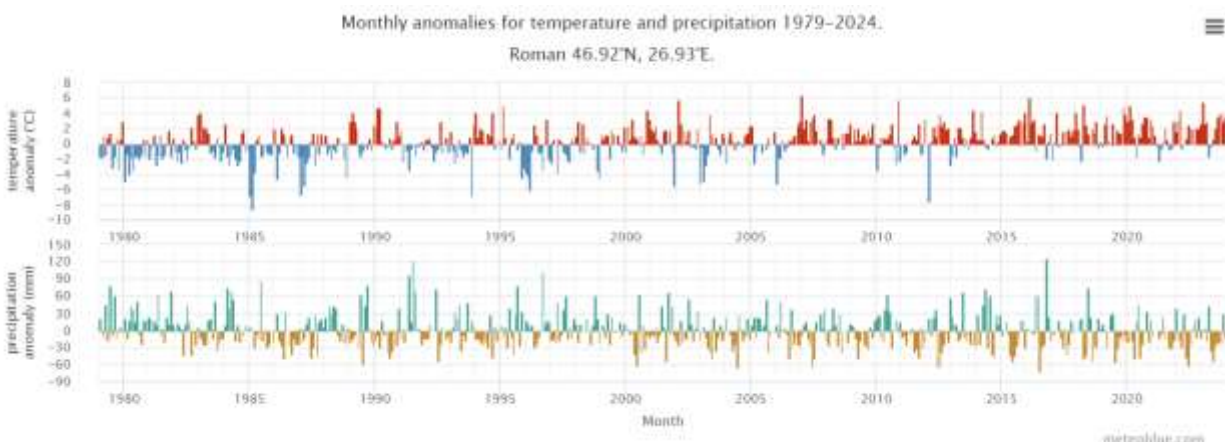 Monthly anomalies for temperature and precipitation 1979-2024.
Roman 46.92°N, 26.93°E.
temperature
anomaly (°C)
8
6
4
2
0
-2
-4
-6
-8
-10
1980 1985 1990 1995 2000 2005 2010 2015 2020
precipitation
anomaly (mm)
150
120
90
60
30
0
-30
-60
-90
1980 1985 1990 1995 2000 2005 2010 2015 2020
Month
meteoblue.com